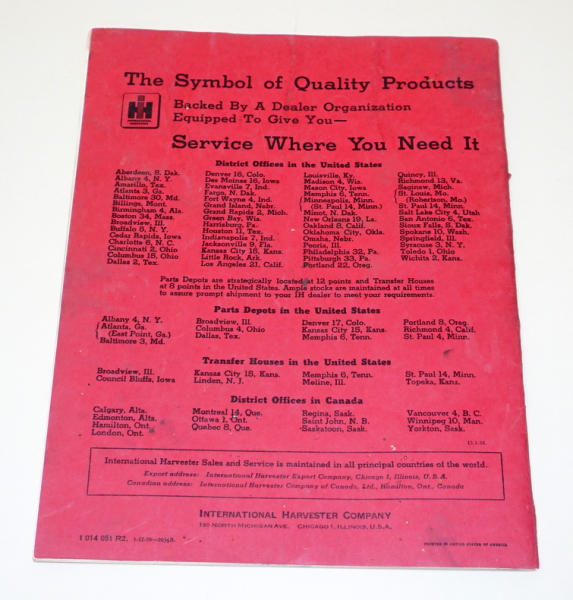 The Symbol of Quality Products
IH
Backed By A Dealer Organization
Equipped To Give You—
Service Where You Need It
District Offices in the United States
Aberdeen, S. Dak.
Albany 4, N. Y.
Amarillo, Tex.
Atlanta 3, Ga.
Baltimore 30, Md.
Billings, Mont.
Birmingham 4, Ala.
Boston 34, Mass.
Broadview, Ill.
Buffalo 5, N. Y.
Cedar Rapids, Iowa
Charlotte 6, N. C.
Cincinnati 2, Ohio
Columbus 15, Ohio
Dallas 2, Tex.
Denver 16, Colo.
Des Moines 16, Iowa
Evansville 7, Ind.
Fargo, N. Dak.
Fort Wayne 4, Ind.
Grand Island, Nebr.
Grand Rapids 2, Mich.
Green Bay, Wis.
Harrisburg, Pa.
Houston 11, Tex.
Indianapolis 7, Ind.
Jacksonville 9, Fla.
Kansas City 15, Kans.
Little Rock, Ark.
Los Angeles 21, Calif.
Louisville, Ky.
Madison 4, Wis.
Mason City, Iowa
Memphis 6, Tenn.
Minneapolis, Minn.
(St. Paul 14, Minn.)
Minot, N. Dak.
New Orleans 19, La.
Oakland 8, Calif.
Oklahoma City, Okla.
Omaha, Nebr.
Peoria, Ill.
Philadelphia 32, Pa.
Pittsburgh 33, Pa.
Portland 22, Oreg.
Quincy, Ill.
Richmond 13, Va.
Saginaw, Mich.
St. Louis, Mo.
(Robertson, Mo.)
St. Paul 14, Minn.
Salt Lake City 4, Utah
San Antonio 6, Tex.
Sioux Falls, S. Dak.
Spokane 10, Wash.
Springfield, Ill.
Syracuse 3, N. Y.
Toledo 1, Ohio
Wichita 2, Kans.
Parts Depots are strategically located at 12 points and Transfer Houses
at 8 points in the United States. Ample stocks are maintained at all times
to assure prompt shipment to your IH dealer to meet your requirements.
Parts Depots in the United States
Albany 4, N. Y.
Atlanta, Ga.
(East Point, Ga.)
Baltimore 3, Md.
Broadview, Ill.
Columbus 4, Ohio
Dallas, Tex.
Denver 17, Colo.
Kansas City 15, Kans.
Memphis 6, Tenn.
Portland 8, Oreg.
Richmond 4, Calif.
St. Paul 4, Minn.
Transfer Houses in the United States
Broadview, Ill.
Council Bluffs, Iowa
Kansas City 15, Kans.
Linden, N. J.
Memphis 6, Tenn.
Moline, Ill.
St. Paul 14, Minn.
Topeka, Kans.
District Offices in Canada
Calgary, Alta.
Edmonton, Alta.
Hamilton, Ont.
London, Ont.
Montreal 14, Que.
Ottawa 1, Ont.
Quebec 8, Que.
Regina, Sask.
Saint John, N. B.
Saskatoon, Sask.
Vancouver 4, B. C.
Winnipeg 10, Man.
Yorkton, Sask.
International Harvester Sales and Service is maintained in all principal countries of the world.
Export address: International Harvester Export Company, Chicago 1, Illinois, U.S.A.
Canadian address: International Harvester Company of Canada, Ltd., Hamilton, Ont., Canada
INTERNATIONAL HARVESTER COMPANY
180 NORTH MICHIGAN AVE. CHICAGO 1, ILLINOIS, U.S.A.
1 014 051 R2.
PRINTED IN UNITED STATES OF AMERICA